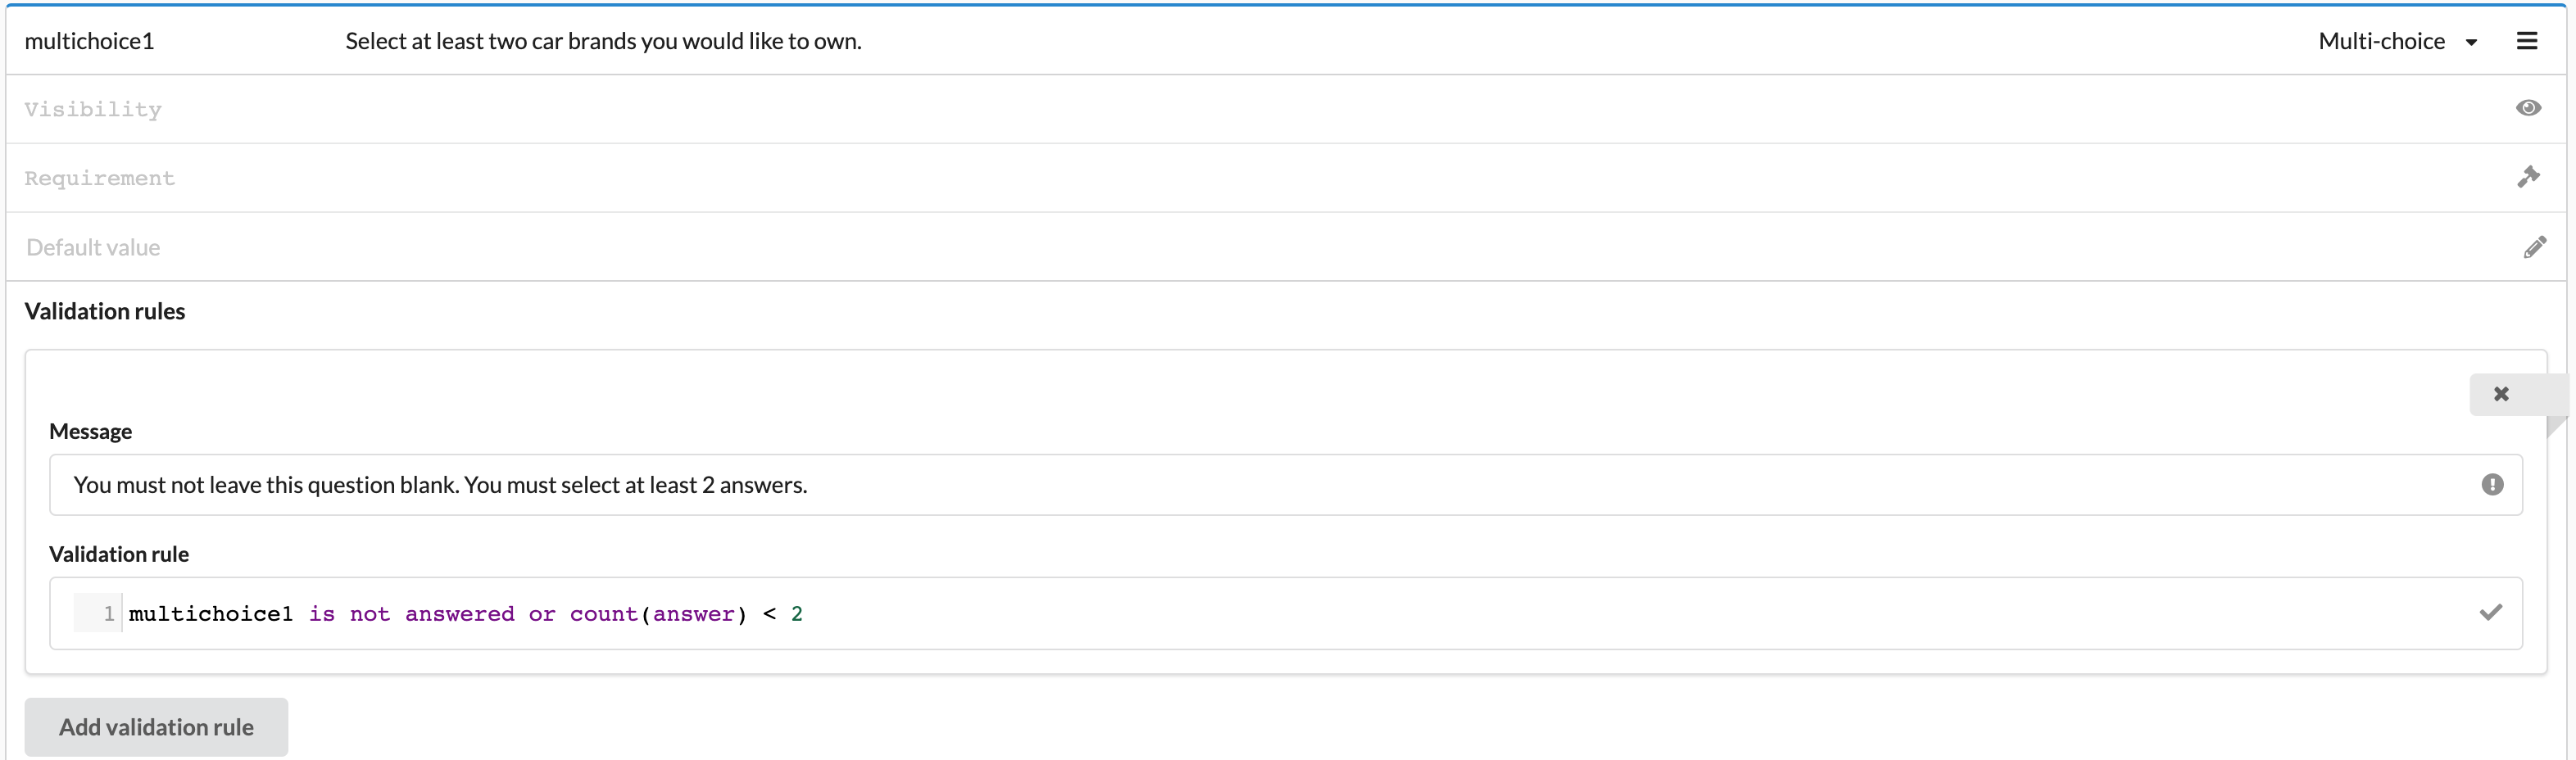 multichoice1 Select at least two car brands you would like to own. Multi-choice
Visibility
Requirement
Default value
Validation rules
Message
You must not leave this question blank. You must select at least 2 answers.
Validation rule
1 multichoice1 is not answered or count(answer) < 2
Add validation rule